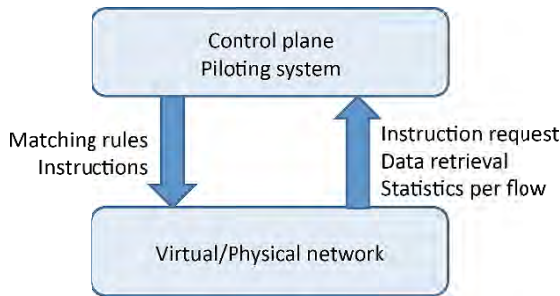 Control plane
Piloting system
Matching rules
Instructions
Instruction request
Data retrieval
Statistics per flow
Virtual/Physical network